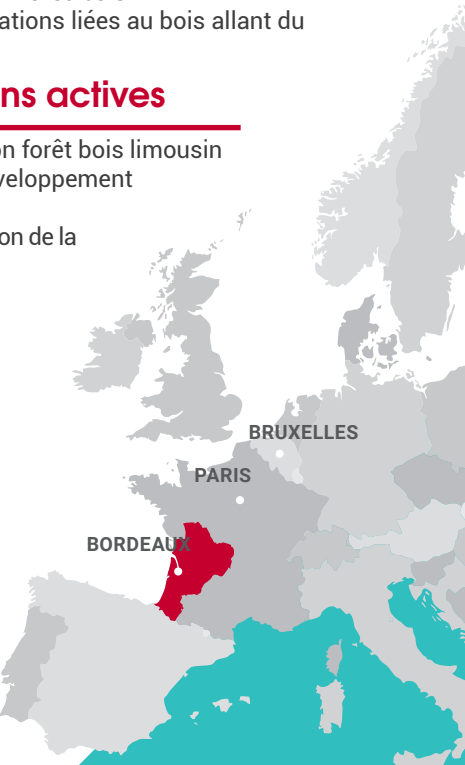 ations liées au bois allant du
ns actives
on forêt bois limousin
veloppement
on de la
BRUXELLES
PARIS
BORDEAUX